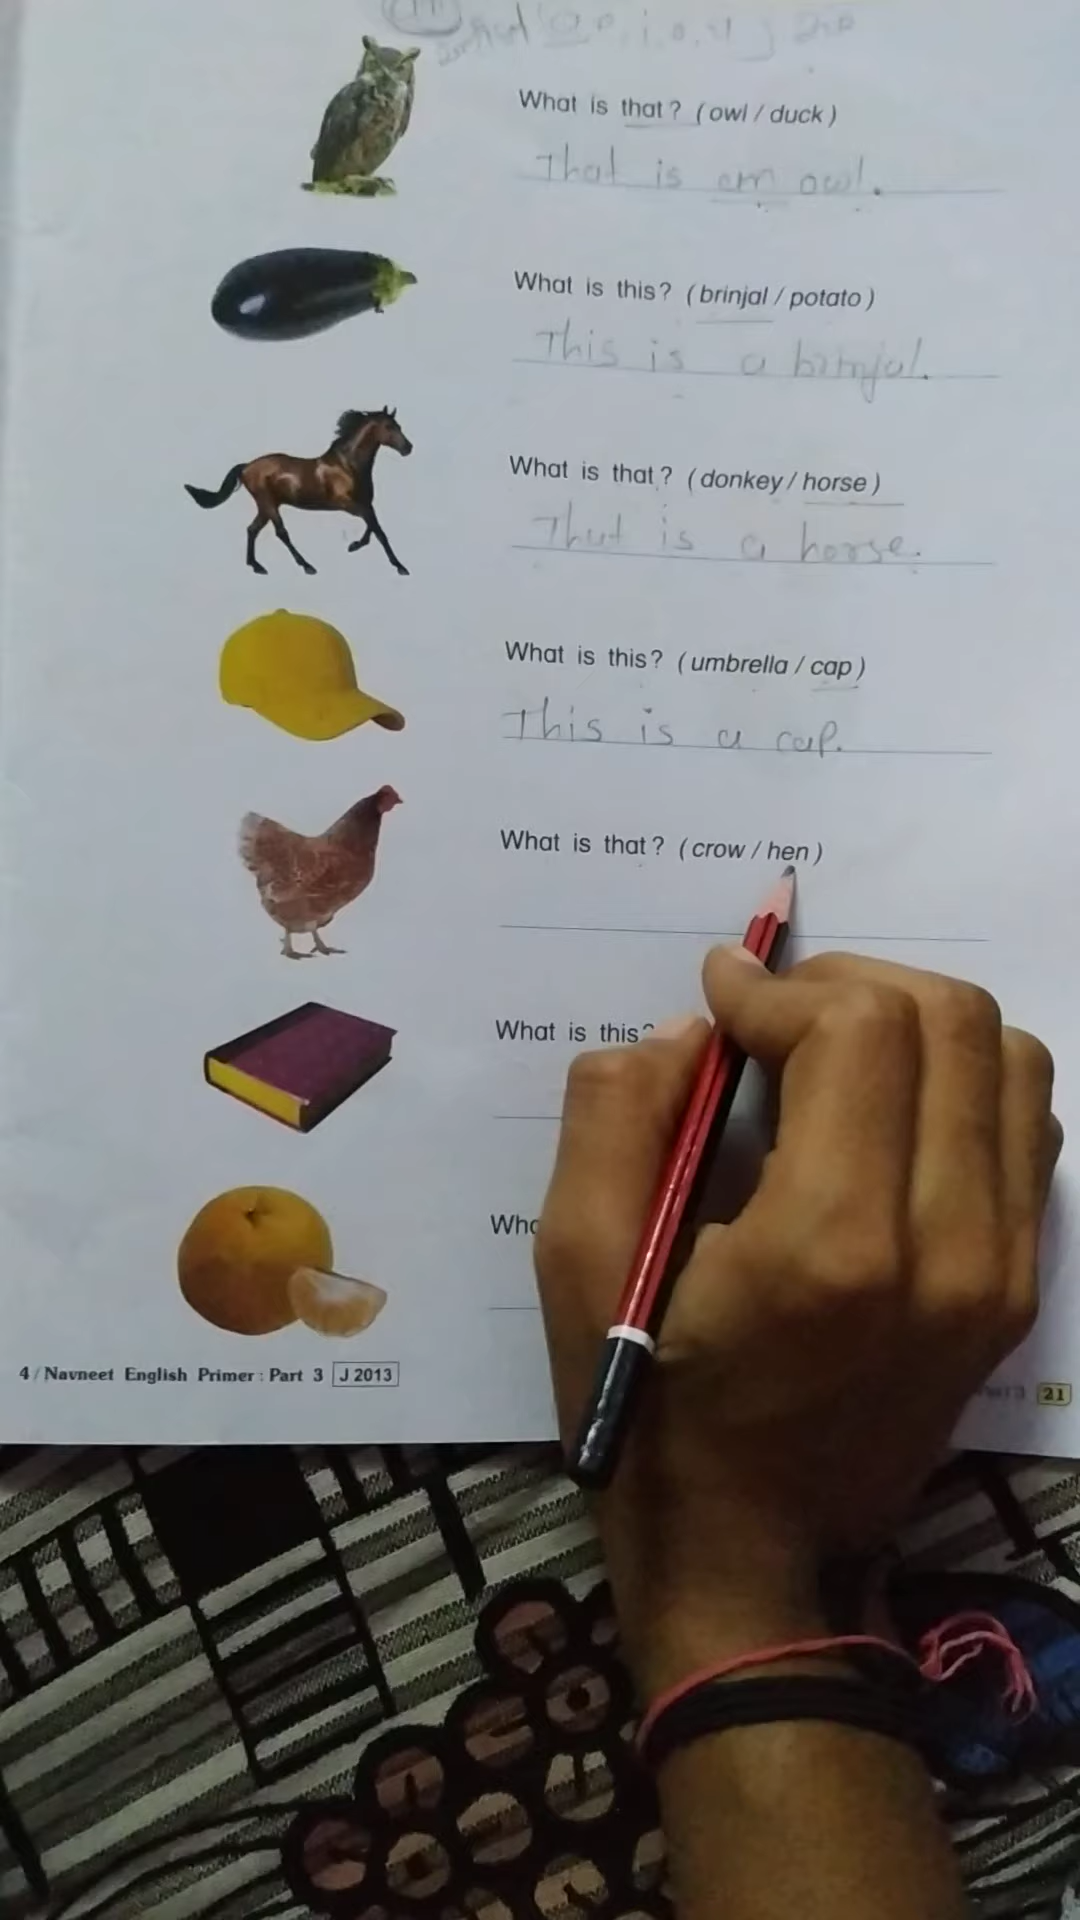 a, e, i, o, u
What is that? (owl / duck)
That is an owl.
What is this? (brinjal / potato)
This is a brinjal.
What is that? (donkey / horse)
That is a horse.
What is this? (umbrella / cap)
This is a cap.
What is that? (crow / hen)
What is this?
4 / Navneet English Primer : Part 3 J 2013
21